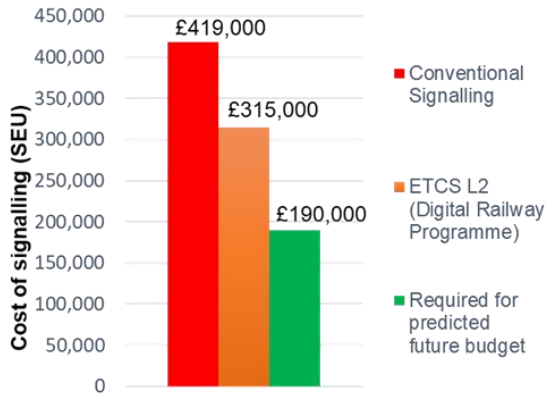 Cost of signalling (SEU)
450,000
400,000
350,000
300,000
250,000
200,000
150,000
100,000
50,000
0
£419,000
£315,000
£190,000
Conventional
Signalling
ETCS L2
(Digital Railway
Programme)
Required for
predicted
future budget